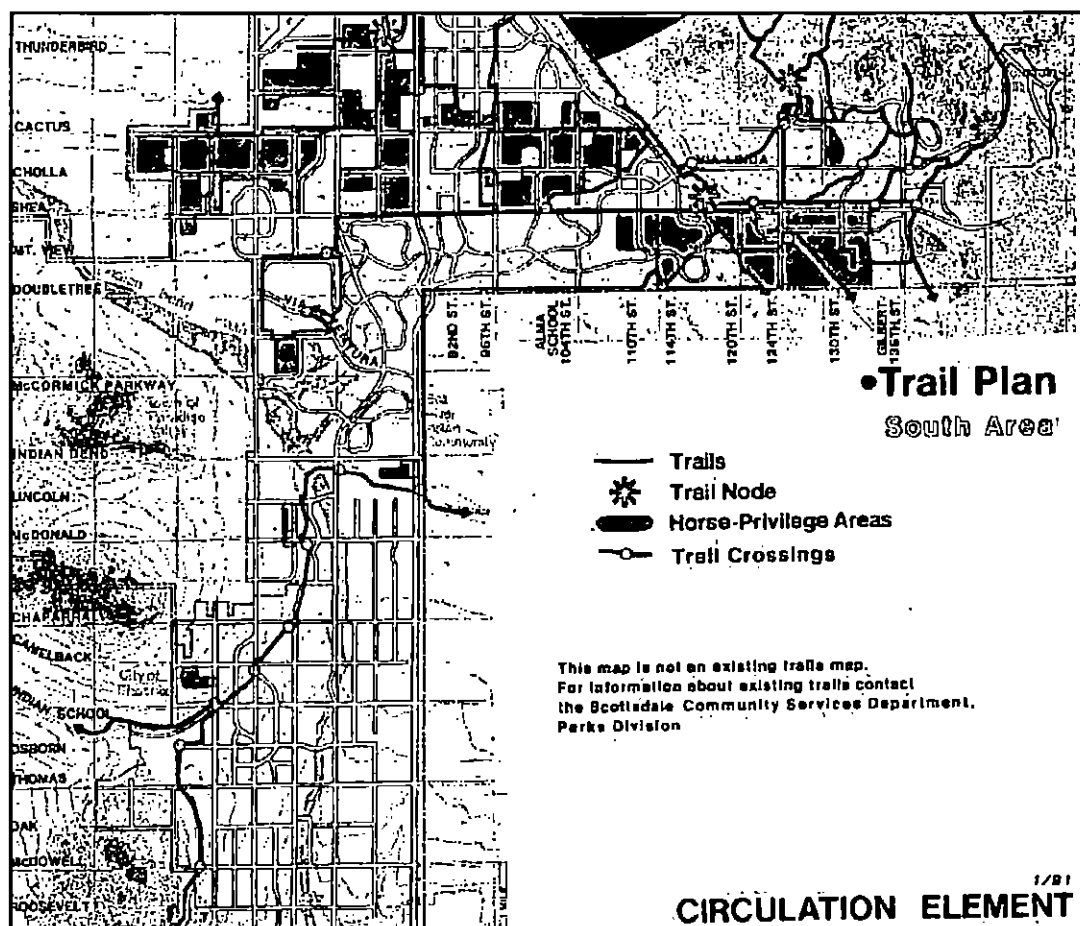 THUNDERBIRD
CACTUS
CHOLLA
SHEA
MT. VIEW
DOUBLETREE
McCORMICK PARKWAY
INDIAN BEND
LINCOLN
McDONALD
CHAPARRAL
CAMELBACK
INDIAN SCHOOL
OSBORN
THOMAS
OAK
McDOWELL
ROOSEVELT
VIA LINDA
VIA
VENTURA
City of
Phoenix
Community
92ND ST.
96TH ST.
ALMA
SCHOOL
104TH ST.
110TH ST.
114TH ST.
120TH ST.
124TH ST.
130TH ST.
GILBERT
136TH ST.
•Trail Plan
South Area
Trails
Trail Node
Horse-Privilege Areas
Trail Crossings
This map is not an existing trails map.
For information about existing trails contact
the Scottsdale Community Services Department,
Parks Division
1/91
CIRCULATION ELEMENT